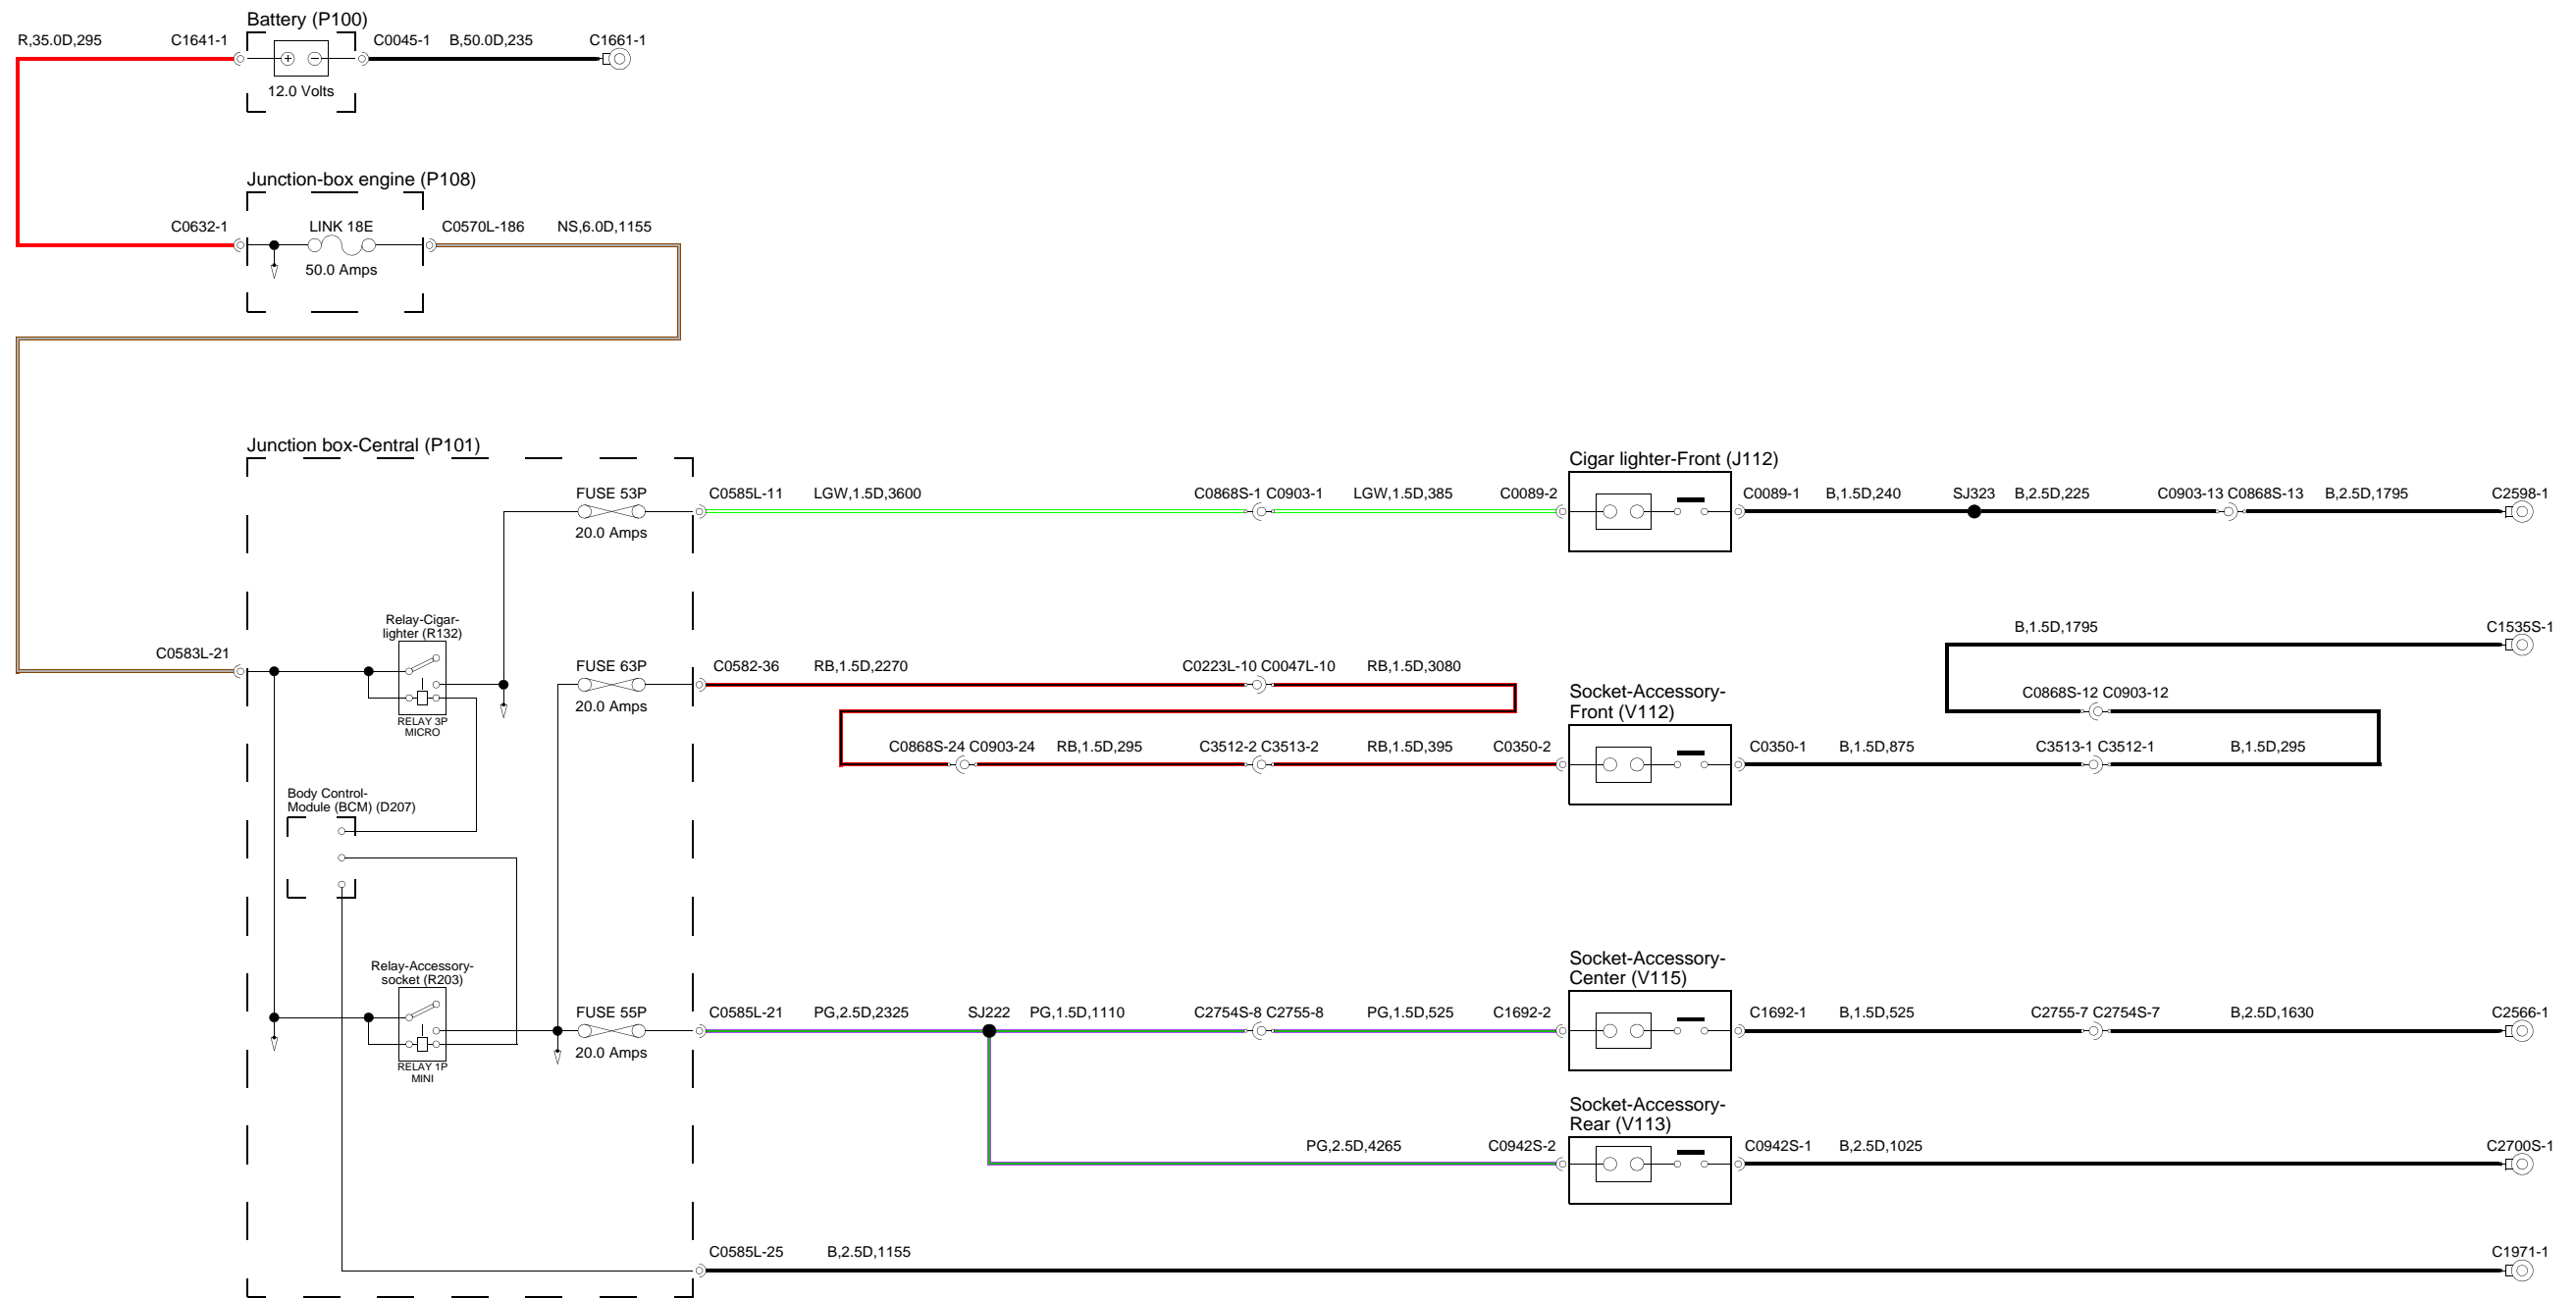 Battery (P100)
R,35.0D,295
C1641-1
C0045-1
B,50.0D,235
C1661-1
12.0 Volts
Junction-box engine (P108)
C0632-1
LINK 18E
C0570L-186
NS,6.0D,1155
50.0 Amps
Junction box-Central (P101)
FUSE 53P
20.0 Amps
C0585L-11
LGW,1.5D,3600
C0868S-1 C0903-1
LGW,1.5D,385
C0089-2
Cigar lighter-Front (J112)
C0089-1
B,1.5D,240
SJ323
B,2.5D,225
C0903-13 C0868S-13
B,2.5D,1795
C2598-1
Relay-Cigar-
lighter (R132)
C0583L-21
RELAY 3P
MICRO
FUSE 63P
20.0 Amps
C0582-36
RB,1.5D,2270
C0223L-10 C0047L-10
RB,1.5D,3080
B,1.5D,1795
C1535S-1
C0868S-12 C0903-12
Socket-Accessory-
Front (V112)
C0868S-24 C0903-24
RB,1.5D,295
C3512-2 C3513-2
RB,1.5D,395
C0350-2
C0350-1
B,1.5D,875
C3513-1 C3512-1
B,1.5D,295
Body Control-
Module (BCM) (D207)
Relay-Accessory-
socket (R203)
RELAY 1P
MINI
FUSE 55P
20.0 Amps
C0585L-21
PG,2.5D,2325
SJ222
PG,1.5D,1110
C2754S-8 C2755-8
PG,1.5D,525
C1692-2
Socket-Accessory-
Center (V115)
C1692-1
B,1.5D,525
C2755-7 C2754S-7
B,2.5D,1630
C2566-1
Socket-Accessory-
Rear (V113)
PG,2.5D,4265
C0942S-2
C0942S-1
B,2.5D,1025
C2700S-1
C0585L-25
B,2.5D,1155
C1971-1